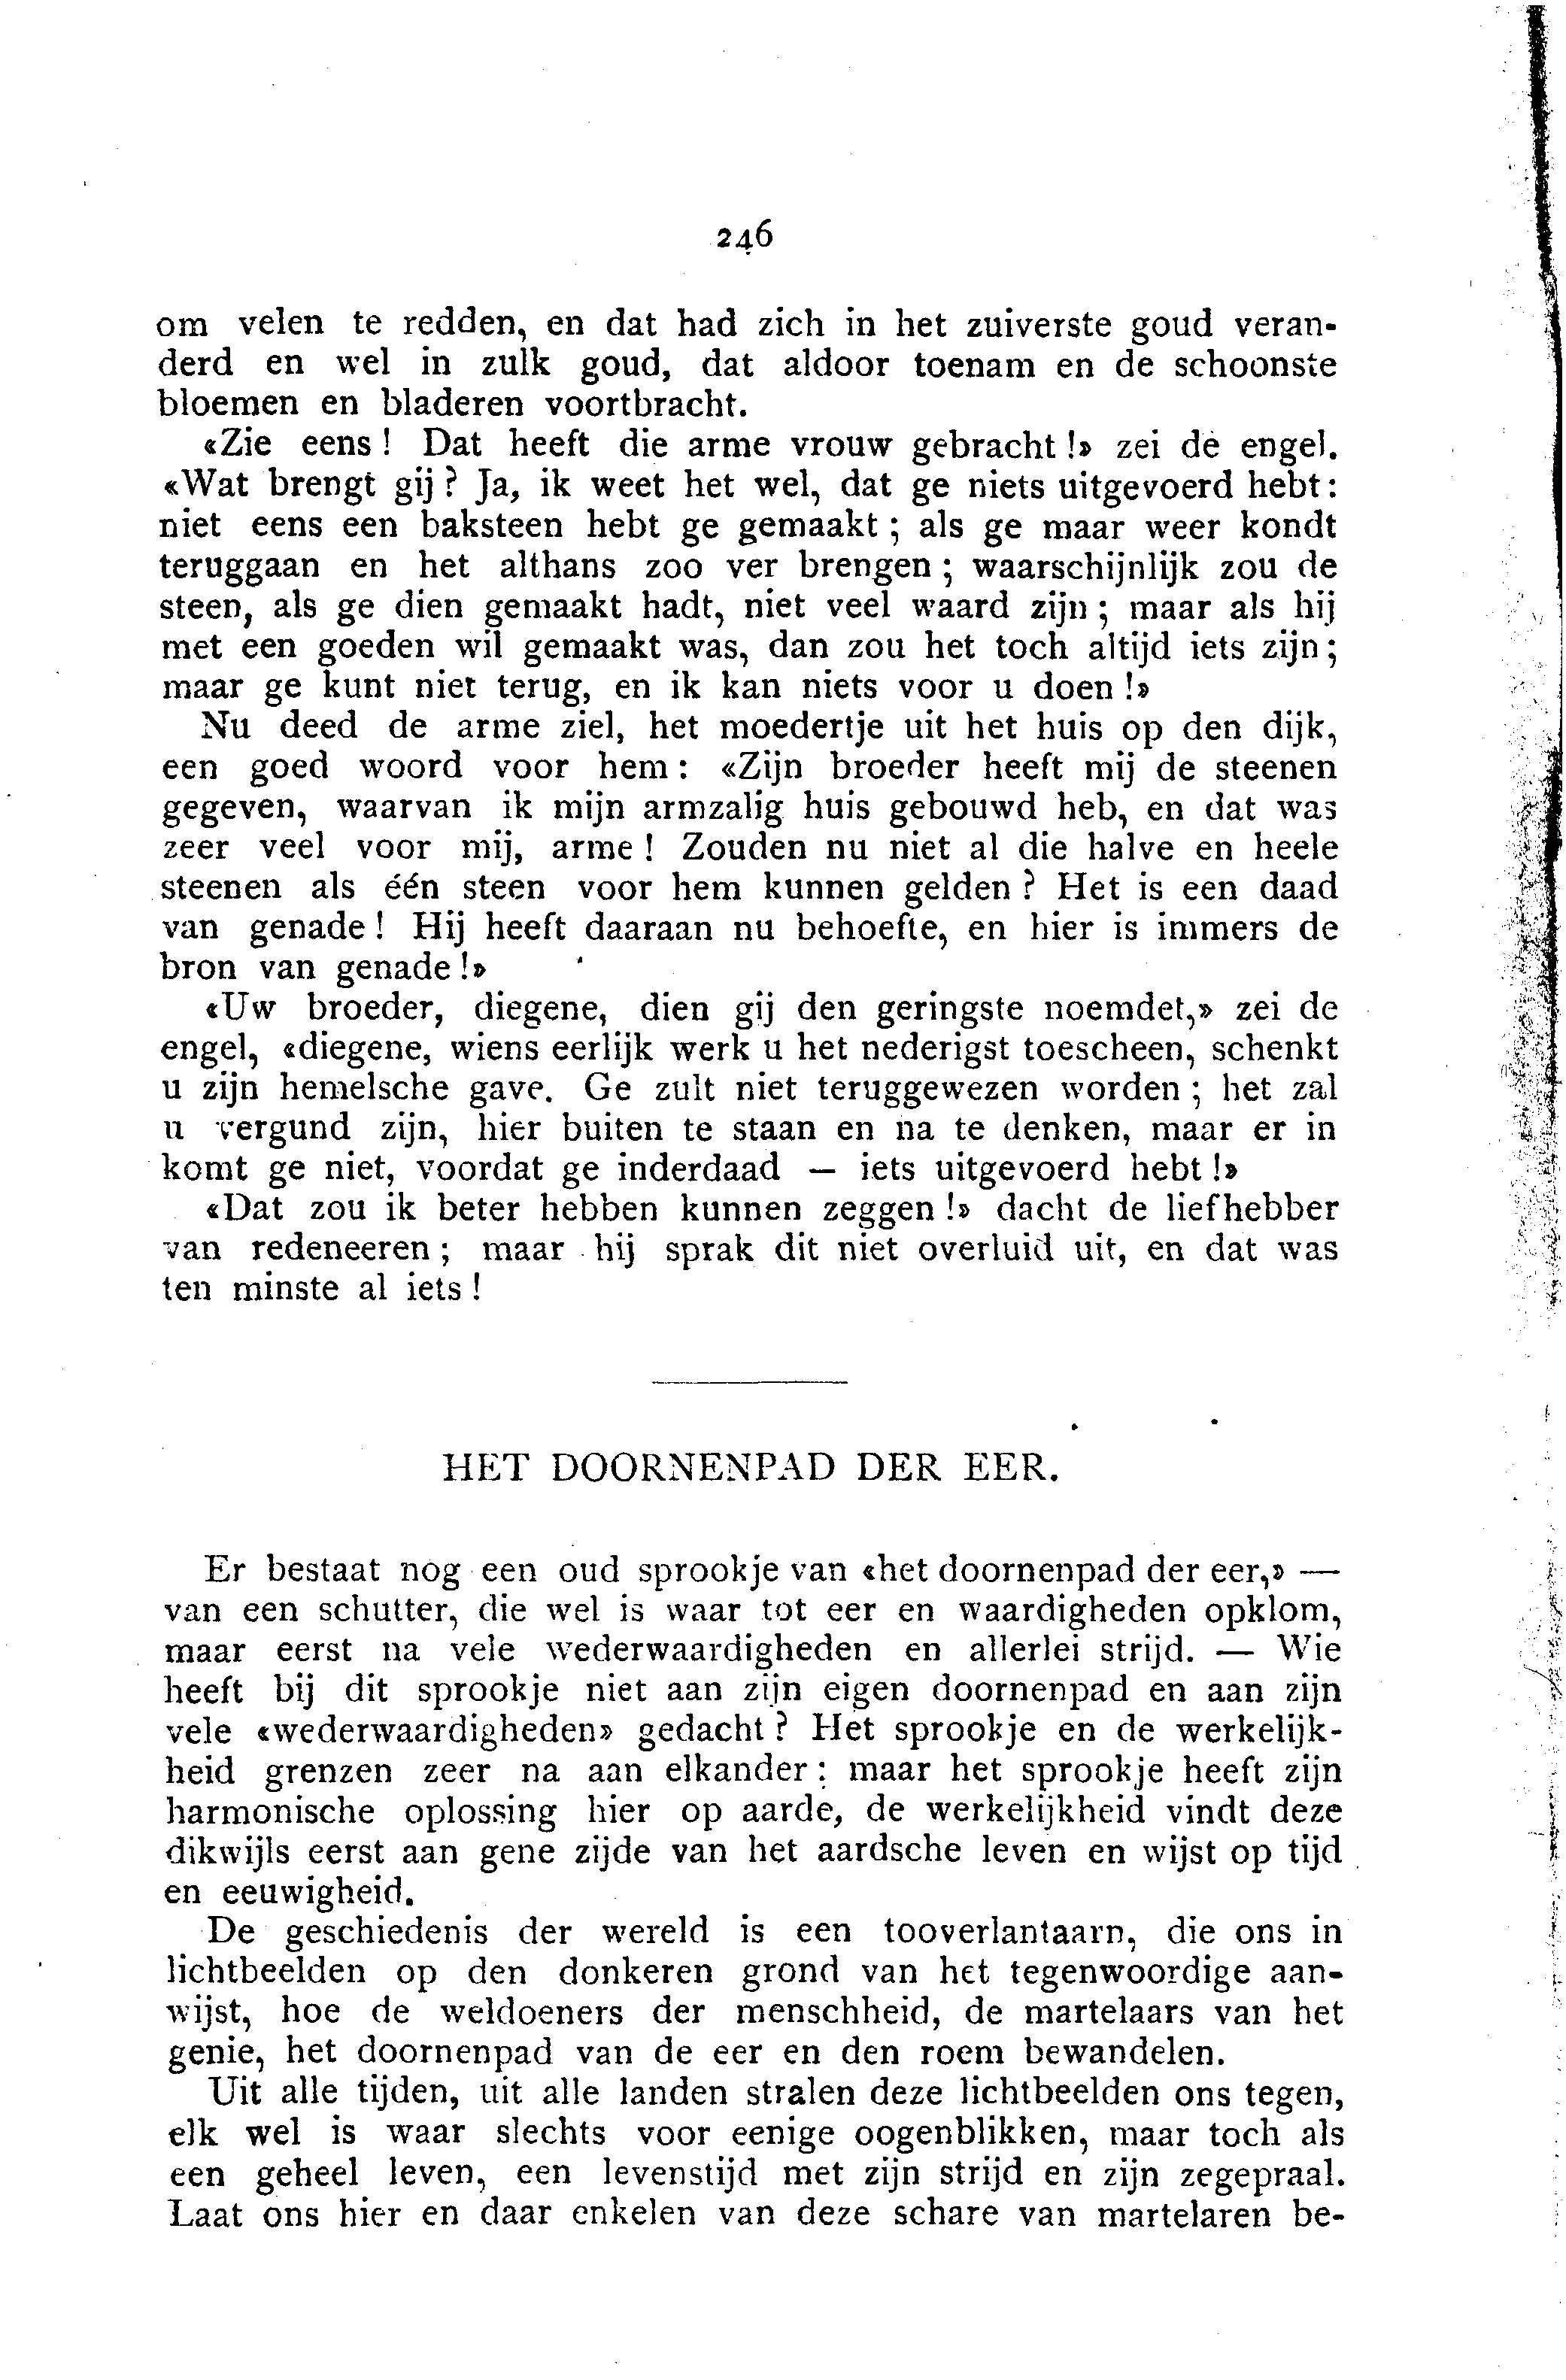 246
om velen te redden, en dat had zich in het zuiverste goud veran-
derd en wel in zulk goud, dat aldoor toenam en de schoonste
bloemen en bladeren voortbracht.
«Zie eens! Dat heeft die arme vrouw gebracht!» zei de engel.
«Wat brengt gij? Ja, ik weet het wel, dat ge niets uitgevoerd hebt:
niet eens een baksteen hebt ge gemaakt; als ge maar weer kondt
teruggaan en het althans zoo ver brengen; waarschijnlijk zou de
steen, als ge dien gemaakt hadt, niet veel waard zijn; maar als hij
met een goeden wil gemaakt was, dan zou het toch altijd iets zijn;
maar ge kunt niet terug, en ik kan niets voor u doen!»
Nu deed de arme ziel, het moedertje uit het huis op den dijk,
een goed woord voor hem: «Zijn broeder heeft mij de steenen
gegeven, waarvan ik mijn armzalig huis gebouwd heb, en dat was
zeer veel voor mij, arme! Zouden nu niet al die halve en heele
steenen als één steen voor hem kunnen gelden? Het is een daad
van genade! Hij heeft daaraan nu behoefte, en hier is immers de
bron van genade!»
«Uw broeder, diegene, dien gij den geringste noemdet,» zei de
engel, «diegene, wiens eerlijk werk u het nederigst toescheen, schenkt
u zijn hemelsche gave. Ge zult niet teruggewezen worden; het zal
u vergund zijn, hier buiten te staan en na te denken, maar er in
komt ge niet, voordat ge inderdaad — iets uitgevoerd hebt!»
«Dat zou ik beter hebben kunnen zeggen!» dacht de liefhebber
van redeneeren; maar hij sprak dit niet overluid uit, en dat was
ten minste al iets!
HET DOORNENPAD DER EER.
Er bestaat nog een oud sprookje van «het doornenpad der eer,» —
van een schutter, die wel is waar tot eer en waardigheden opklom,
maar eerst na vele wederwaardigheden en allerlei strijd. — Wie
heeft bij dit sprookje niet aan zijn eigen doornenpad en aan zijn
vele «wederwaardigheden» gedacht? Het sprookje en de werkelijk-
heid grenzen zeer na aan elkander: maar het sprookje heeft zijn
harmonische oplossing hier op aarde, de werkelijkheid vindt deze
dikwijls eerst aan gene zijde van het aardsche leven en wijst op tijd
en eeuwigheid.
De geschiedenis der wereld is een tooverlantaarn, die ons in
lichtbeelden op den donkeren grond van het tegenwoordige aan-
wijst, hoe de weldoeners der menschheid, de martelaars van het
genie, het doornenpad van de eer en den roem bewandelen.
Uit alle tijden, uit alle landen stralen deze lichtbeelden ons tegen,
elk wel is waar slechts voor eenige oogenblikken, maar toch als
een geheel leven, een levenstijd met zijn strijd en zijn zegepraal.
Laat ons hier en daar enkelen van deze schare van martelaren be-